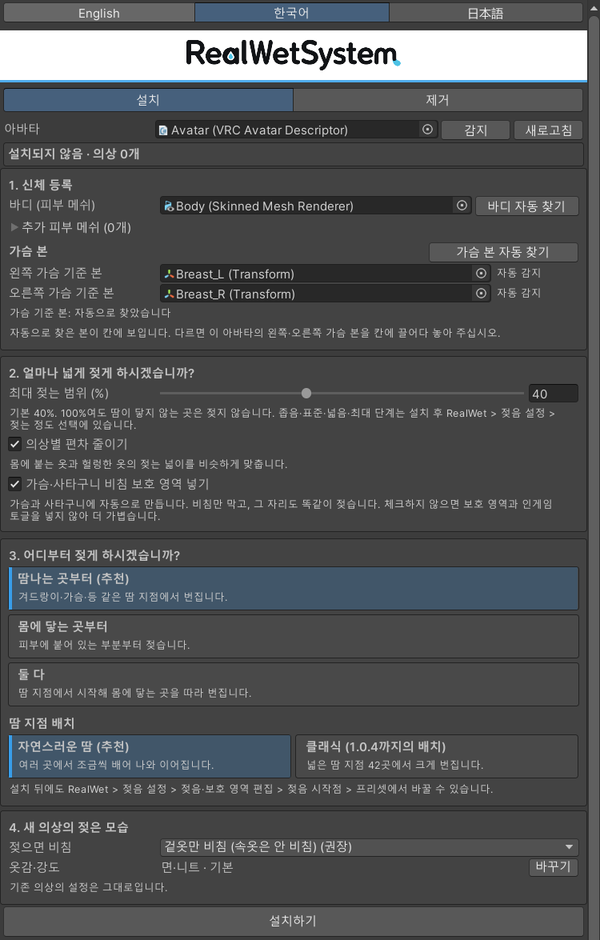 English 한국어 日本語
RealWetSystem
설치 제거
아바타 Avatar (VRC Avatar Descriptor) 감지 새로고침
설치되지 않음 · 의상 0개
1. 신체 등록
바디 (피부 메쉬) Body (Skinned Mesh Renderer) 바디 자동 찾기
추가 피부 메쉬 (0개)
가슴 본 가슴 본 자동 찾기
왼쪽 가슴 기준 본 Breast_L (Transform) 자동 감지
오른쪽 가슴 기준 본 Breast_R (Transform) 자동 감지
가슴 기준 본: 자동으로 찾았습니다
자동으로 찾은 본이 칸에 보입니다. 다르면 이 아바타의 왼쪽·오른쪽 가슴 본을 칸에 끌어다 놓아 주십시오.
2. 얼마나 넓게 젖게 하시겠습니까?
최대 젖는 범위 (%) 40
기본 40%. 100%여도 땀이 닿지 않는 곳은 젖지 않습니다. 좁음·표준·넓음·최대 단계는 설치 후 RealWet > 젖음 설정 >
젖는 정도 선택에 있습니다.
의상별 편차 줄이기
몸에 붙는 옷과 헐렁한 옷의 젖는 넓이를 비슷하게 맞춥니다.
가슴·사타구니 비침 보호 영역 넣기
가슴과 사타구니에 자동으로 만듭니다. 비침만 막고, 그 자리도 똑같이 젖습니다. 체크하지 않으면 보호 영역과 인게임
토글을 넣지 않아 더 가볍습니다.
3. 어디부터 젖게 하시겠습니까?
땀나는 곳부터 (추천)
겨드랑이·가슴·등 같은 땀 지점에서 번집니다.
몸에 닿는 곳부터
피부에 붙어 있는 부분부터 젖습니다.
둘 다
땀 지점에서 시작해 몸에 닿는 곳을 따라 번집니다.
땀 지점 배치
자연스러운 땀 (추천) 클래식 (1.0.4까지의 배치)
여러 곳에서 조금씩 배어 나와 이어집니다. 넓은 땀 지점 42곳에서 크게 번집니다.
설치 뒤에도 RealWet > 젖음 설정 > 젖음·보호 영역 편집 > 젖음 시작점 > 프리셋에서 바꿀 수 있습니다.
4. 새 의상의 젖은 모습
젖으면 비침 겉옷만 비침 (속옷은 안 비침) (권장)
옷감·강도 면·니트 · 기본 바꾸기
기존 의상의 설정은 그대로입니다.
설치하기